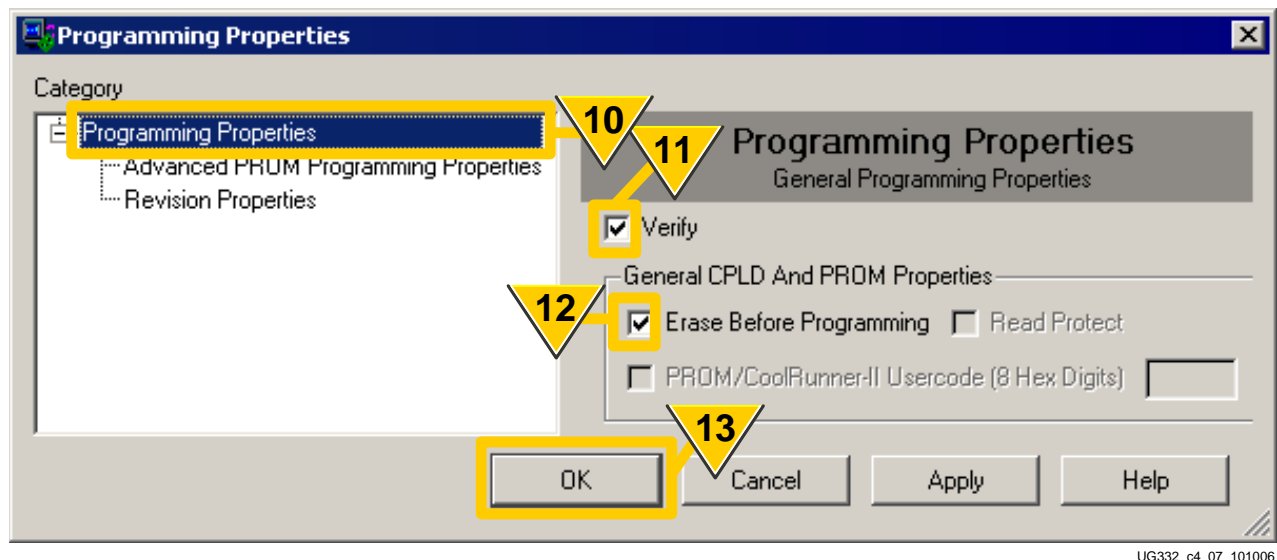 Programming Properties
Category
Programming Properties
Advanced PROM Programming Properties
Revision Properties
10
11
Programming Properties
General Programming Properties
Verify
General CPLD And PROM Properties
12
Erase Before Programming Read Protect
PROM/CoolRunner-II Usercode (8 Hex Digits)
13
OK Cancel Apply Help
UG332_c4_07_101006